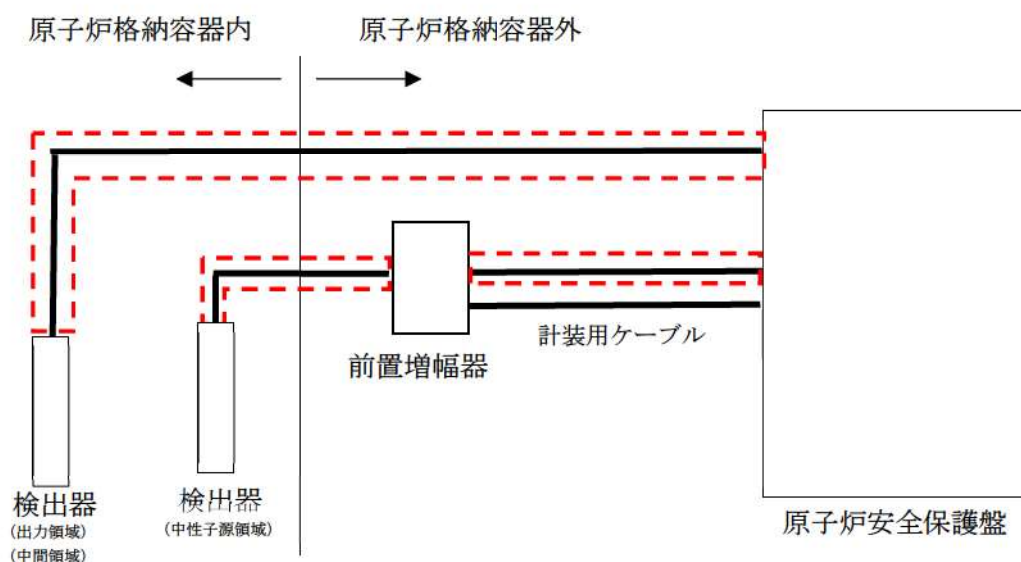 原子炉格納容器内
原子炉格納容器外
計装用ケーブル
前置増幅器
検出器
(出力領域)
(中間領域)
検出器
(中性子源領域)
原子炉安全保護盤